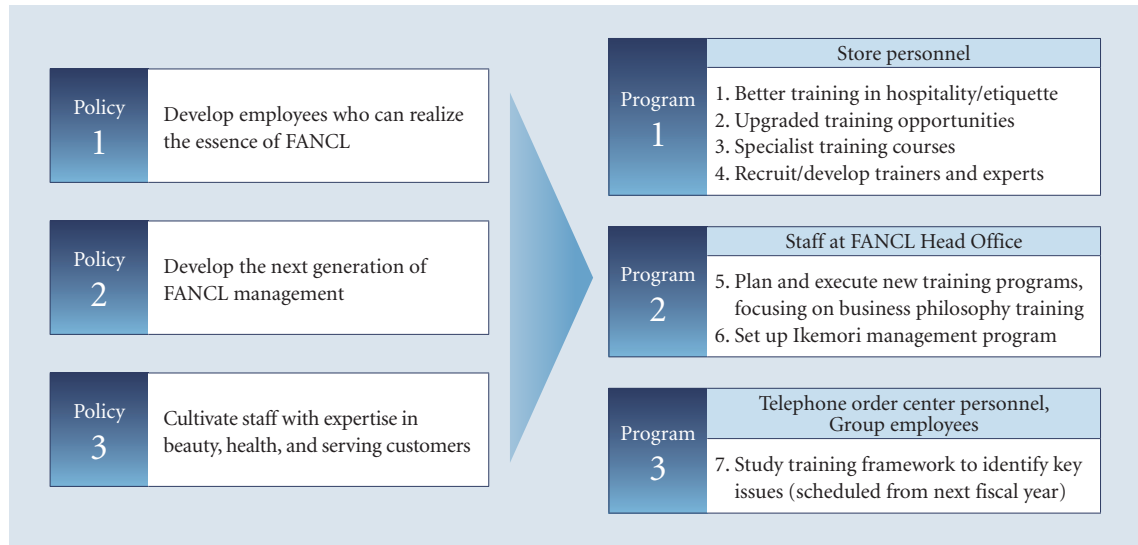 Policy
1
Develop employees who can realize
the essence of FANCL
Policy
2
Develop the next generation of
FANCL management
Policy
3
Cultivate staff with expertise in
beauty, health, and serving customers
Program
1
Store personnel
1. Better training in hospitality/etiquette
2. Upgraded training opportunities
3. Specialist training courses
4. Recruit/develop trainers and experts
Program
2
Staff at FANCL Head Office
5. Plan and execute new training programs,
focusing on business philosophy training
6. Set up Ikemori management program
Program
3
Telephone order center personnel,
Group employees
7. Study training framework to identify key
issues (scheduled from next fiscal year)